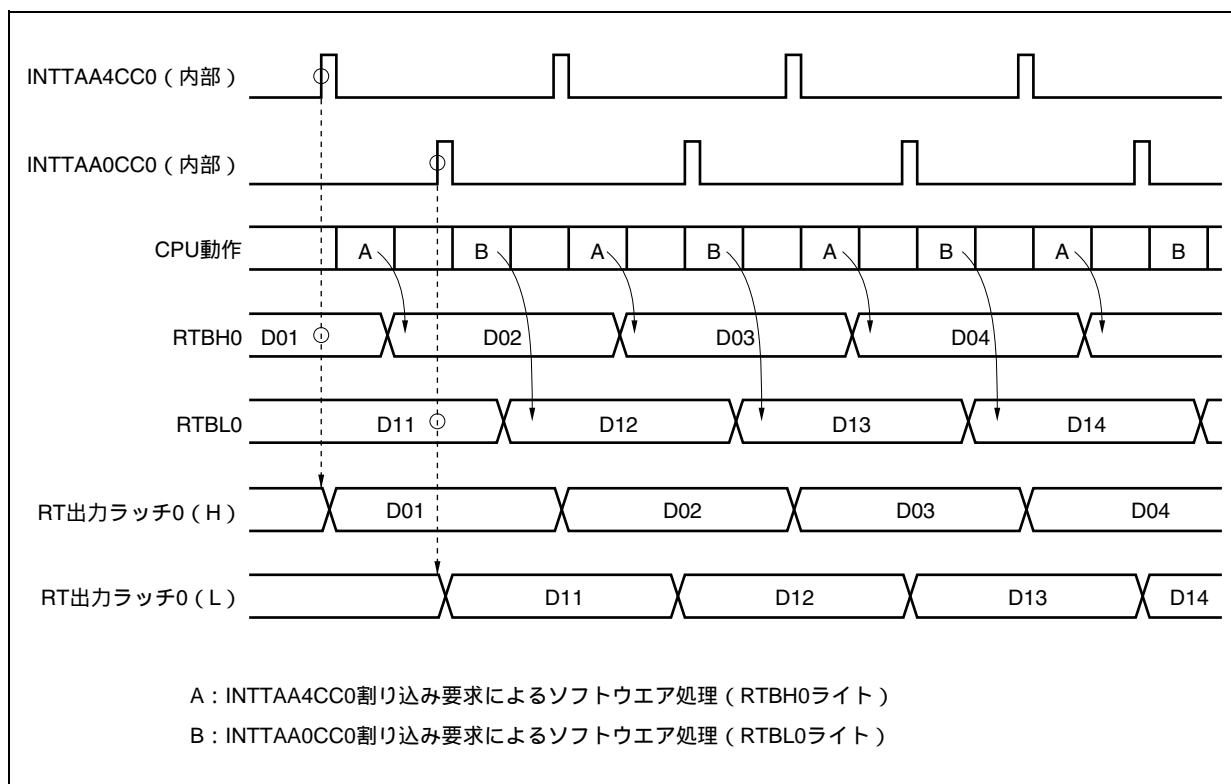 INTTAA4CC0（内部）
INTTAA0CC0（内部）
CPU動作 A B A B A B A B
RTBH0 D01 D02 D03 D04
RTBL0 D11 D12 D13 D14
RT出力ラッチ0（H） D01 D02 D03 D04
RT出力ラッチ0（L） D11 D12 D13 D14
A：INTTAA4CC0割り込み要求によるソフトウエア処理（RTBH0ライト）
B：INTTAA0CC0割り込み要求によるソフトウエア処理（RTBL0ライト）